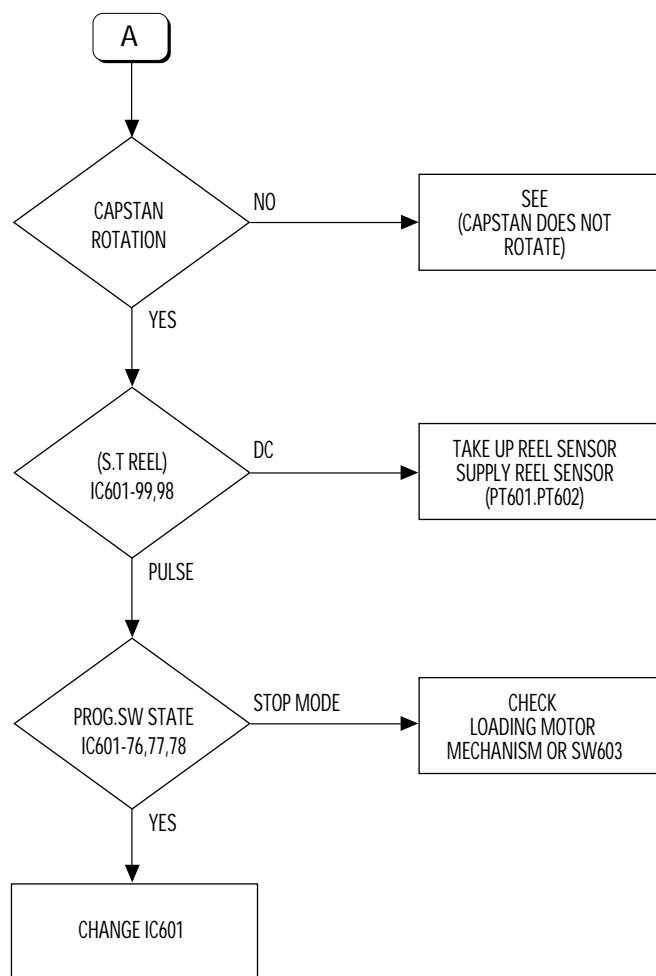 A
CAPSTAN
ROTATION
NO
SEE
(CAPSTAN DOES NOT
ROTATE)
YES
(S.T REEL)
IC601-99,98
DC
TAKE UP REEL SENSOR
SUPPLY REEL SENSOR
(PT601.PT602)
PULSE
PROG.SW STATE
IC601-76,77,78
STOP MODE
CHECK
LOADING MOTOR
MECHANISM OR SW603
YES
CHANGE IC601